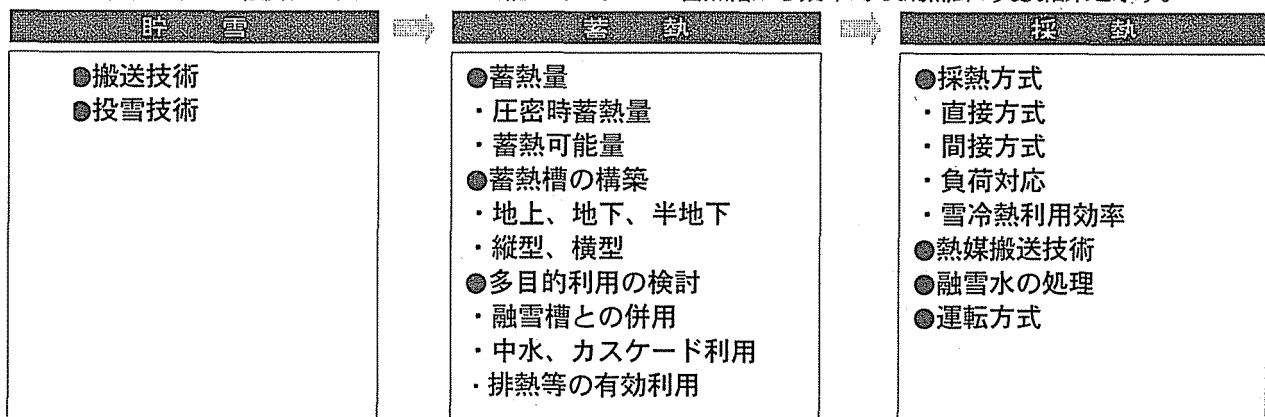 貯 雪
●搬送技術
●投雪技術
蓄 熱
●蓄熱量
・圧密時蓄熱量
・蓄熱可能量
●蓄熱槽の構築
・地上、地下、半地下
・縦型、横型
●多目的利用の検討
・融雪槽との併用
・中水、カスケード利用
・排熱等の有効利用
採 熱
●採熱方式
・直接方式
・間接方式
・負荷対応
・雪冷熱利用効率
●熱媒搬送技術
●融雪水の処理
●運転方式